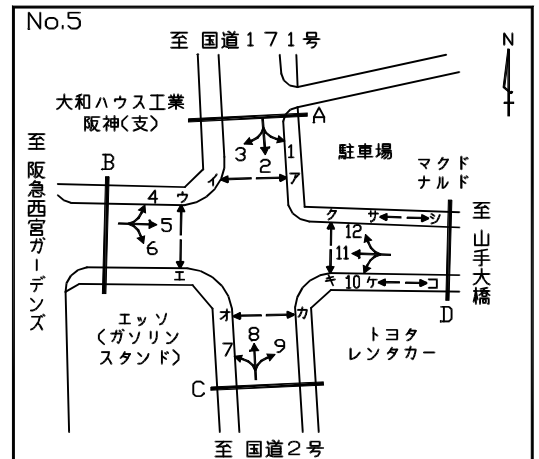 No.5
至 国道171号
N
大和ハウス工業
阪神(支)
A
3
2
1
駐車場
マクド
ナルド
至 阪急西宮ガーデンズ
B
イ
ア
4
ウ
5
6
エ
ク
サ
シ
12
11
キ
10
ケ
コ
至 山手大橋
D
エッソ
(ガソリン
スタンド)
オ
カ
7
8
9
トヨタ
レンタカー
C
至 国道2号